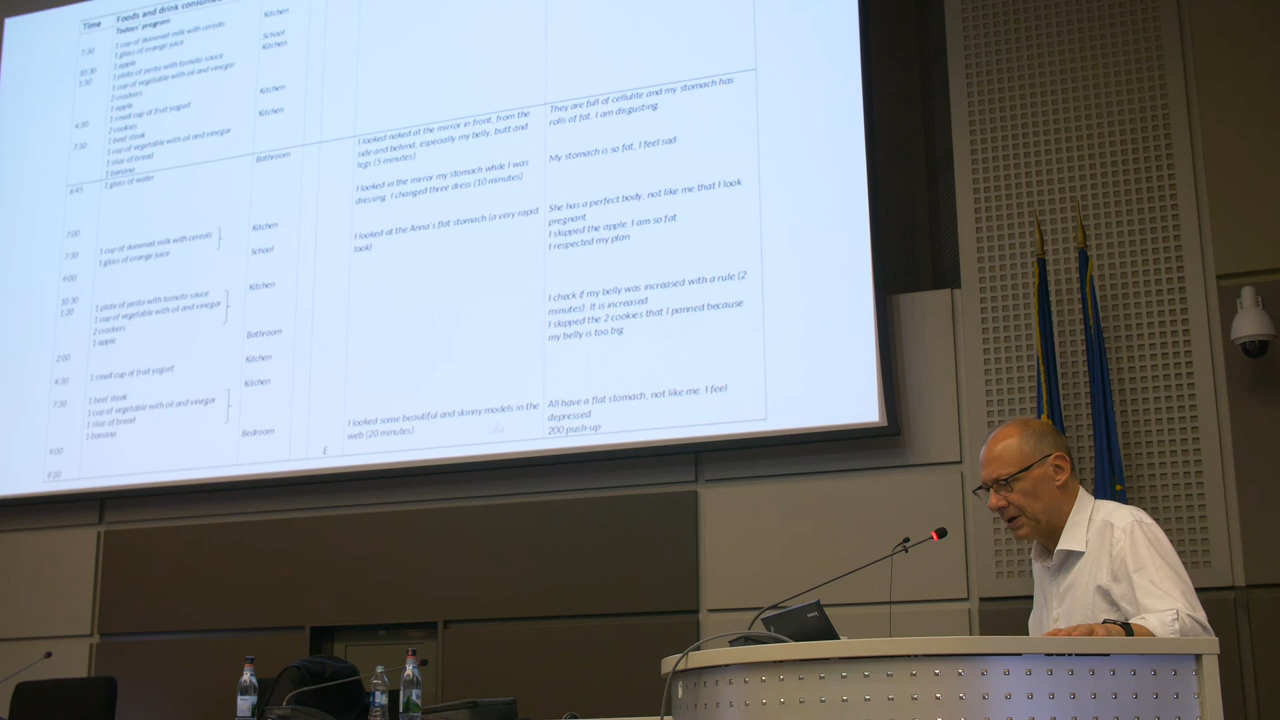 Time Foods and drink consumed
Todays' program
Kitchen
7:30 1 cup of skimmed milk with cereals
1 glass of orange juice
School
10:30 1 apple
Kitchen
1:30 1 plate of pasta with tomato sauce
1 cup of vegetable with oil and vinegar
2 crackers
1 apple
4:30 1 small cup of fruit yogurt
Kitchen
2 cookies
7:30 1 beef steak
Kitchen
1 cup of vegetable with oil and vinegar
1 slice of bread
1 banana
6:45 1 glass of water
Bathroom
I looked naked at the mirror in front, from the
side and behind, especially my belly, butt and
legs (5 minutes)
They are full of cellulite and my stomach has
rolls of fat. I am disgusting.
7:00
I looked in the mirror my stomach while I was
dressing. I changed three dress (10 minutes)
My stomach is so fat, I feel sad
7:30 1 cup of skimmed milk with cereals
1 glass of orange juice
Kitchen
9:00
School
I looked at the Anna's flat stomach (a very rapid
look)
She has a perfect body, not like me that I look
pregnant
10:30
I skipped the apple. I am so fat
1:30 1 plate of pasta with tomato sauce
1 cup of vegetable with oil and vinegar
2 crackers
1 apple
Kitchen
I respected my plan
2:00
Bathroom
I check if my belly was increased with a rule (2
minutes). It is increased
4:30 1 small cup of fruit yogurt
Kitchen
I skipped the 2 cookies that I panned because
my belly is too big
7:30 1 beef steak
1 cup of vegetable with oil and vinegar
1 slice of bread
1 banana
Kitchen
9:00
Bedroom
I looked some beautiful and skinny models in the
web (20 minutes)
All have a flat stomach, not like me. I feel
depressed
9:30
E
200 push-up